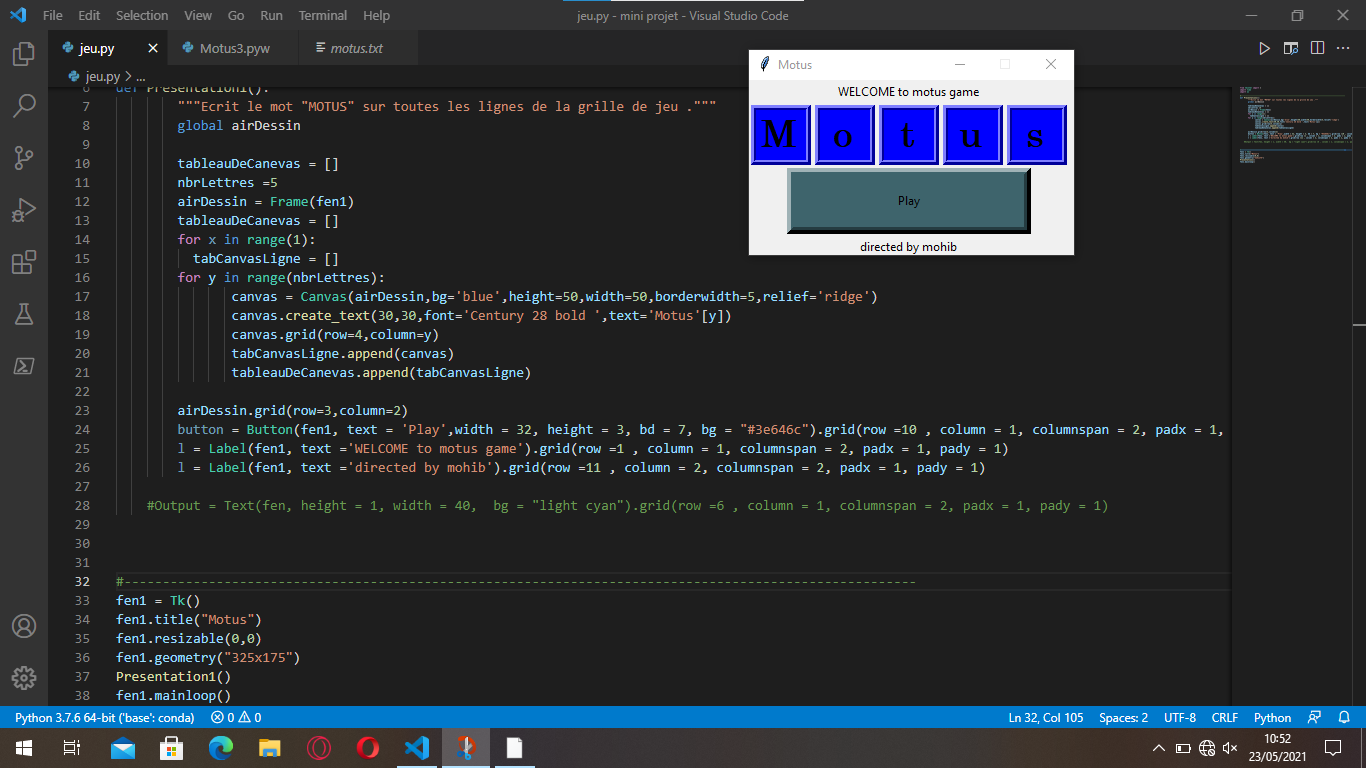 File Edit Selection View Go Run Terminal Help
jeu.py - mini projet - Visual Studio Code
jeu.py
Motus3.pyw
motus.txt
jeu.py > ...
6 def Presentation1():
7 """Ecrit le mot "MOTUS" sur toutes les lignes de la grille de jeu ."""
8 global airDessin
9
10 tableauDeCanevas = []
11 nbrLettres =5
12 airDessin = Frame(fen1)
13 tableauDeCanevas = []
14 for x in range(1):
15 tabCanvasLigne = []
16 for y in range(nbrLettres):
17 canvas = Canvas(airDessin,bg='blue',height=50,width=50,borderwidth=5,relief='ridge')
18 canvas.create_text(30,30,font='Century 28 bold ',text='Motus'[y])
19 canvas.grid(row=4,column=y)
20 tabCanvasLigne.append(canvas)
21 tableauDeCanevas.append(tabCanvasLigne)
22
23 airDessin.grid(row=3,column=2)
24 button = Button(fen1, text = 'Play',width = 32, height = 3, bd = 7, bg = "#3e646c").grid(row =10 , column = 1, columnspan = 2, padx = 1,
25 l = Label(fen1, text ='WELCOME to motus game').grid(row =1 , column = 1, columnspan = 2, padx = 1, pady = 1)
26 l = Label(fen1, text ='directed by mohib').grid(row =11 , column = 2, columnspan = 2, padx = 1, pady = 1)
27
28 #Output = Text(fen, height = 1, width = 40,  bg = "light cyan").grid(row =6 , column = 1, columnspan = 2, padx = 1, pady = 1)
29
30
31
32 #-------------------------------------------------------------------------------------------------------
33 fen1 = Tk()
34 fen1.title("Motus")
35 fen1.resizable(0,0)
36 fen1.geometry("325x175")
37 Presentation1()
38 fen1.mainloop()
Motus
WELCOME to motus game
M o t u s
Play
directed by mohib
Python 3.7.6 64-bit ('base': conda) 0 0
Ln 32, Col 105 Spaces: 2 UTF-8 CRLF Python
10:52
23/05/2021